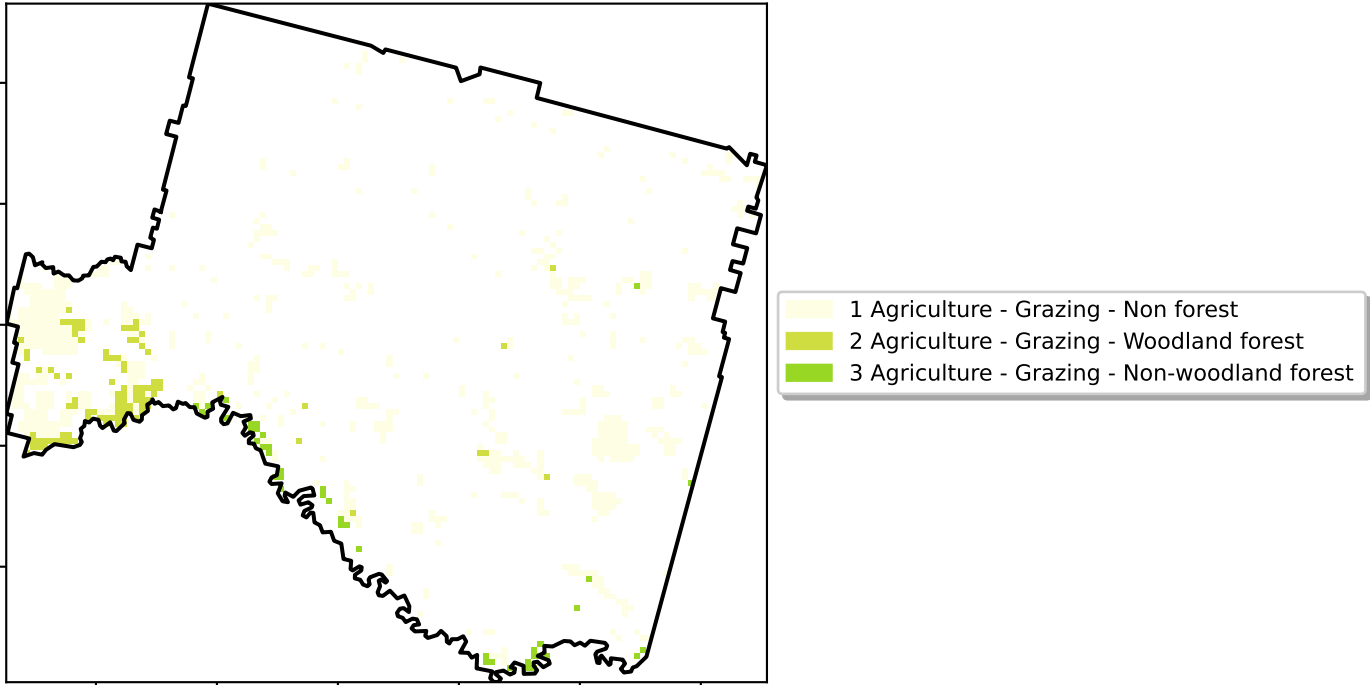 1 Agriculture - Grazing - Non forest
2 Agriculture - Grazing - Woodland forest
3 Agriculture - Grazing - Non-woodland forest